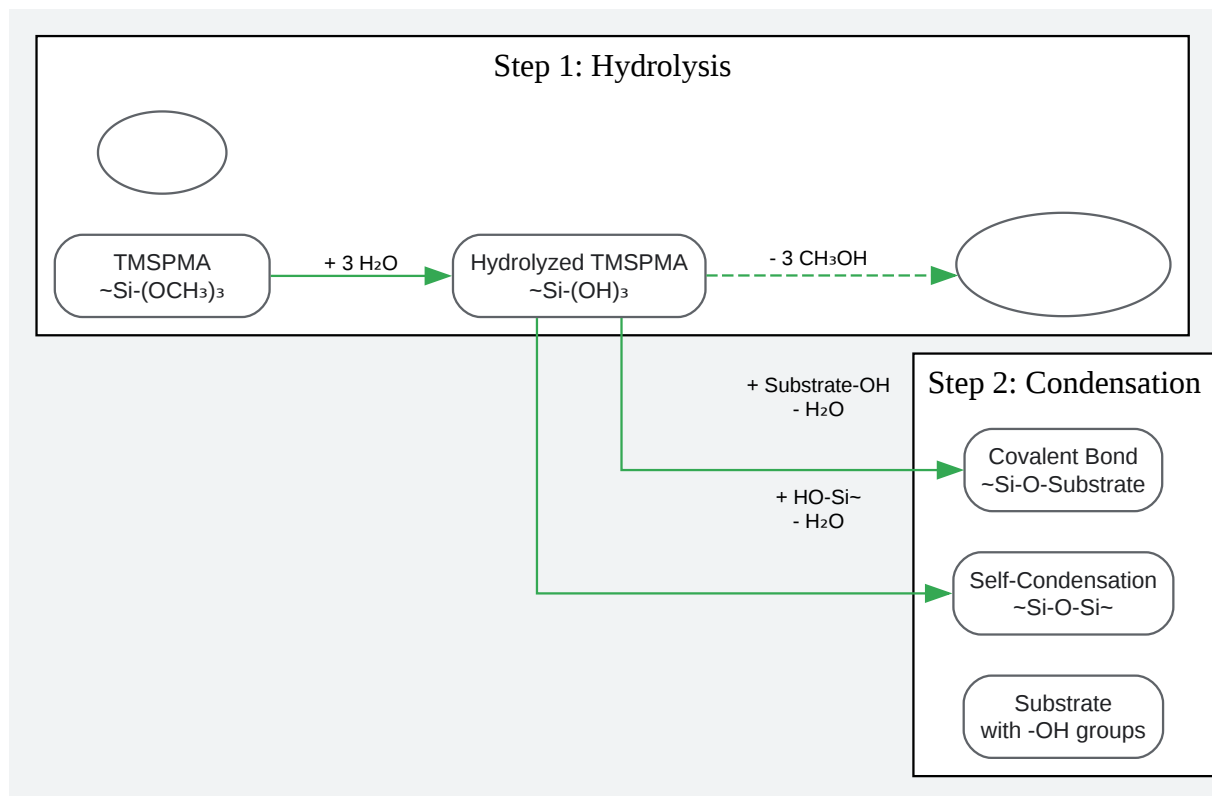 Step 1: Hydrolysis
TMSPMA
~Si-(OCH₃)₃
+ 3 H₂O
Hydrolyzed TMSPMA
~Si-(OH)₃
- 3 CH₃OH
+ Substrate-OH
- H₂O
+ HO-Si~
- H₂O
Step 2: Condensation
Covalent Bond
~Si-O-Substrate
Self-Condensation
~Si-O-Si~
Substrate
with -OH groups